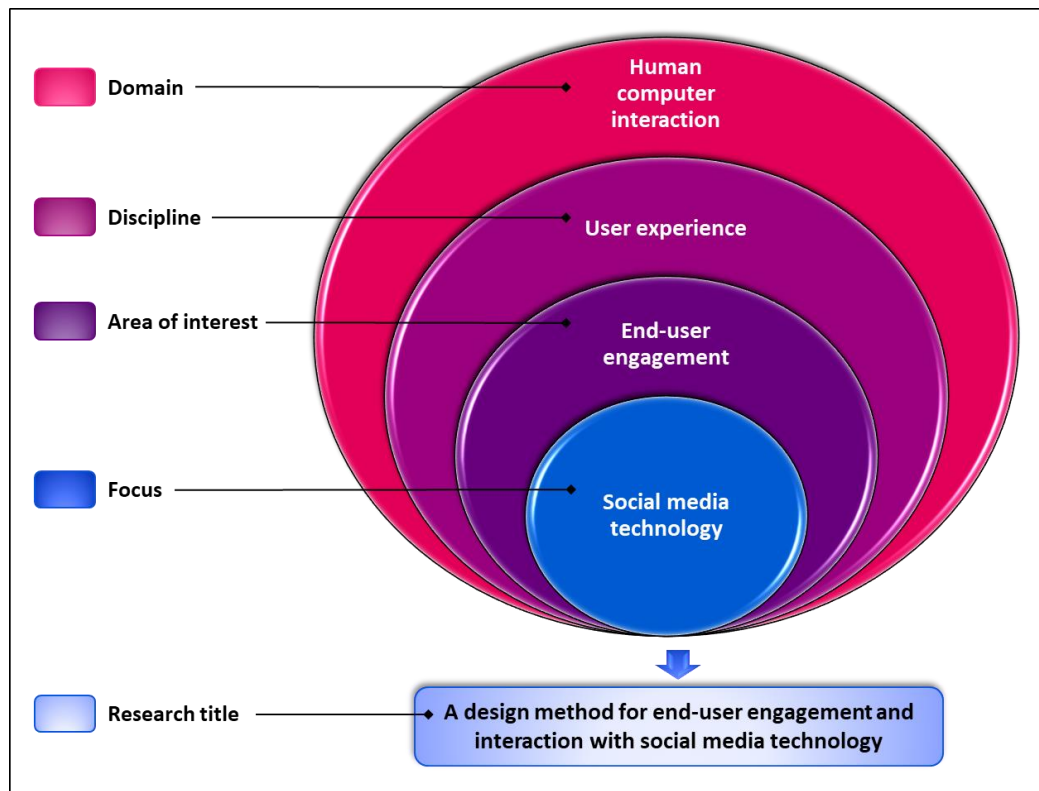 Domain
Human
computer
interaction
Discipline
User experience
Area of interest
End-user
engagement
Focus
Social media
technology
Research title
A design method for end-user engagement and
interaction with social media technology